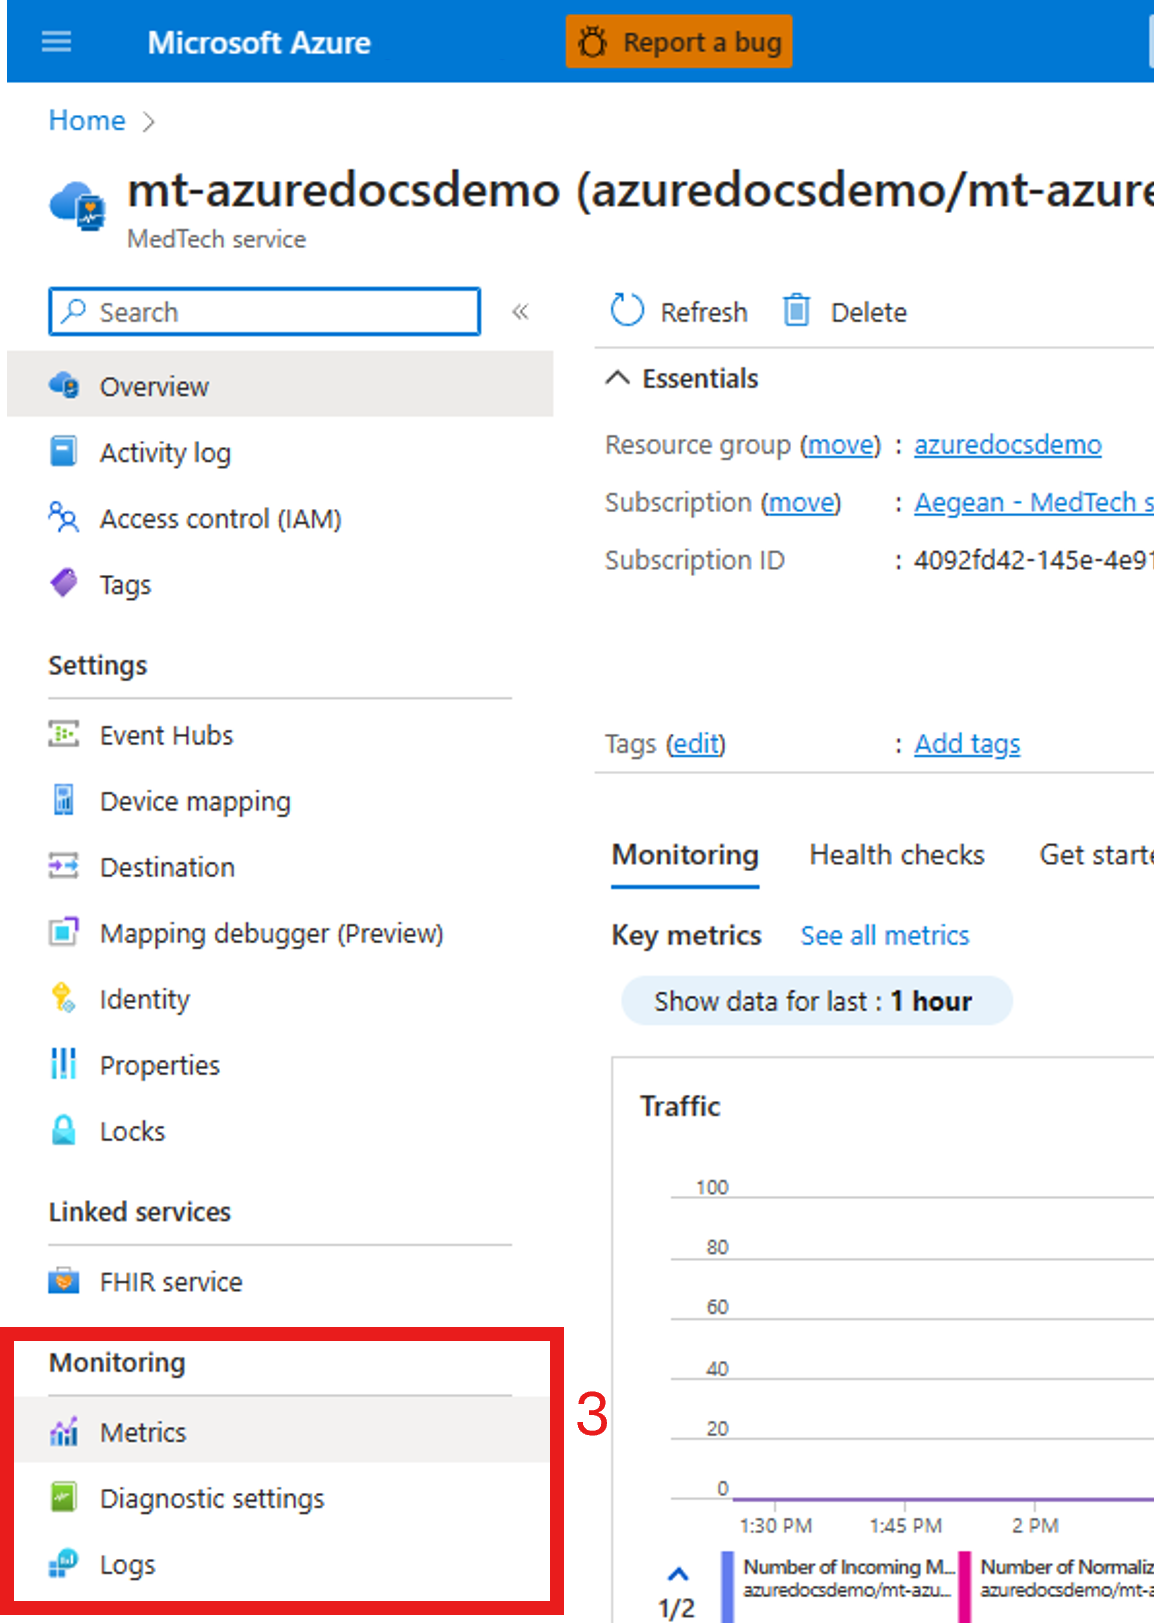 Microsoft Azure
Report a bug
Home
mt-azuredocsdemo (azuredocsdemo/mt-azure
MedTech service
Search
«
Refresh
Delete
Overview
Activity log
Access control (IAM)
Tags
Settings
Event Hubs
Device mapping
Destination
Mapping debugger (Preview)
Identity
Properties
Locks
Linked services
FHIR service
Monitoring
Metrics
Diagnostic settings
Logs
3
Essentials
Resource group (move) : azuredocsdemo
Subscription (move) : Aegean - MedTech s
Subscription ID : 4092fd42-145e-4e91
Tags (edit) : Add tags
Monitoring
Health checks
Get starte
Key metrics
See all metrics
Show data for last : 1 hour
Traffic
100
80
60
40
20
0
1:30 PM
1:45 PM
2 PM
1/2
Number of Incoming M...
azuredocsdemo/mt-azu...
Number of Normaliz
azuredocsdemo/mt-a